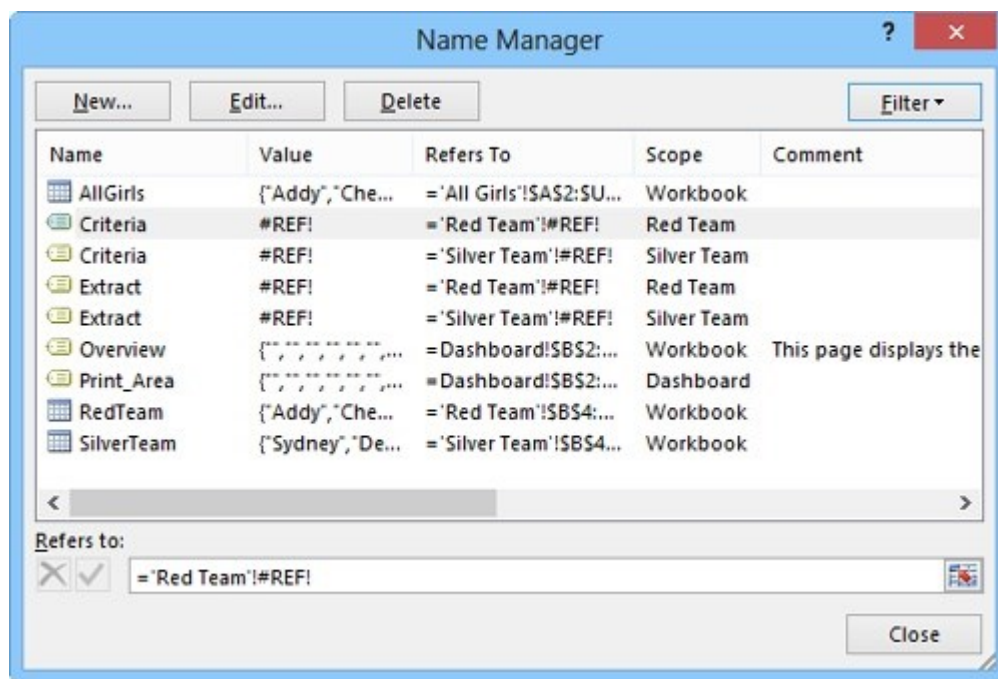 Name Manager
? ×
New... Edit... Delete Filter
Name Value Refers To Scope Comment
AllGirls {"Addy","Che... ='All Girls'!$A$2:$U... Workbook
Criteria #REF! ='Red Team'!#REF! Red Team
Criteria #REF! ='Silver Team'!#REF! Silver Team
Extract #REF! ='Red Team'!#REF! Red Team
Extract #REF! ='Silver Team'!#REF! Silver Team
Overview {"","","","","","",... =Dashboard!$B$2:... Workbook This page displays the
Print_Area {"","","","","","",... =Dashboard!$B$2:... Dashboard
RedTeam {"Addy","Che... ='Red Team'!$B$4:... Workbook
SilverTeam {"Sydney","De... ='Silver Team'!$B$4... Workbook
Refers to:
='Red Team'!#REF!
Close